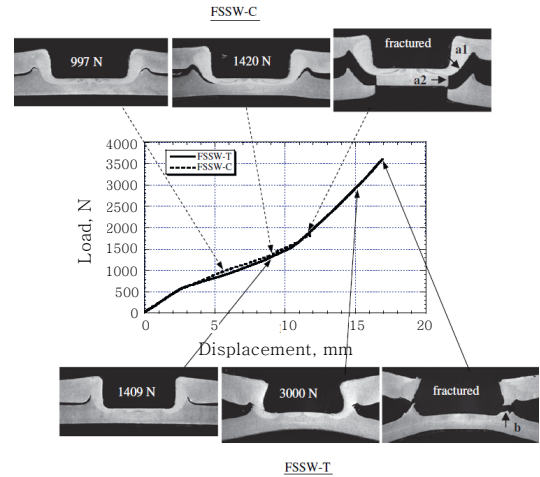 FSSW-C
997 N
1420 N
fractured
a1
a2
4000
3500
3000
2500
2000
1500
1000
500
0
Load, N
FSSW-T
FSSW-C
0
5
10
15
20
Displacement, mm
1409 N
3000 N
fractured
b
FSSW-T